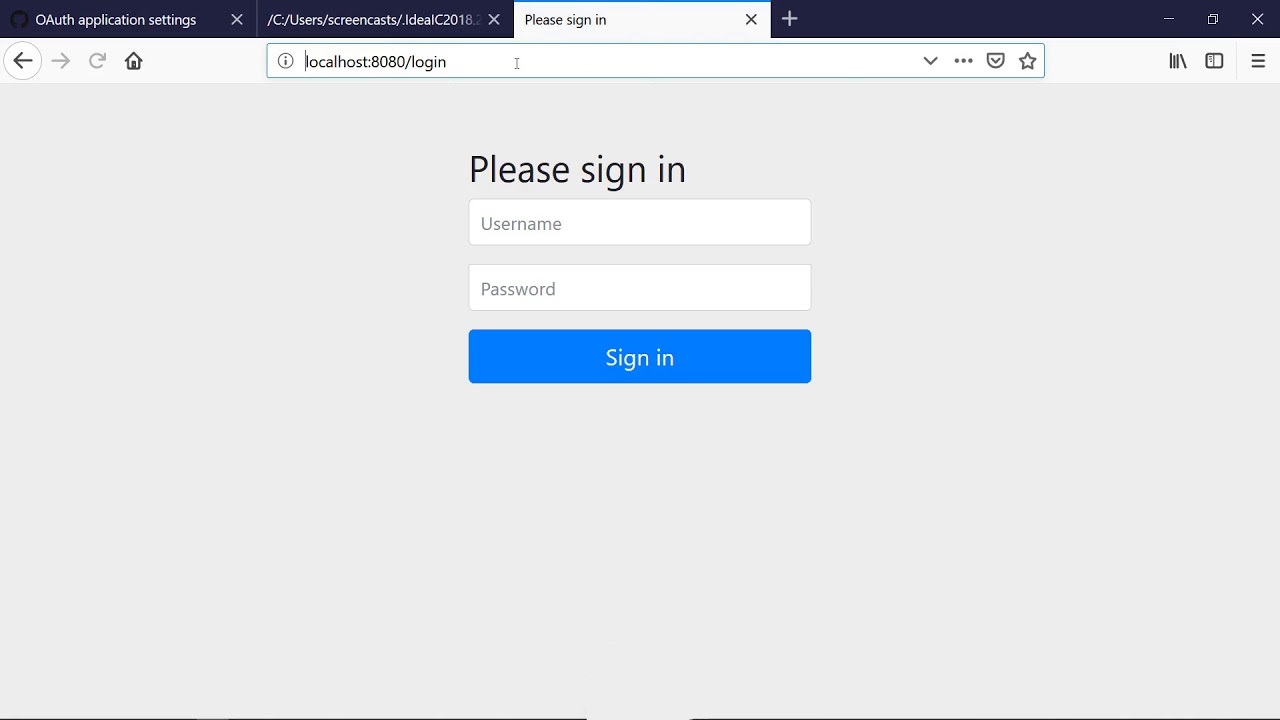 OAuth application settings
/C:/Users/screencasts/.IdeaIC2018.2
Please sign in
localhost:8080/login
Please sign in
Username
Password
Sign in